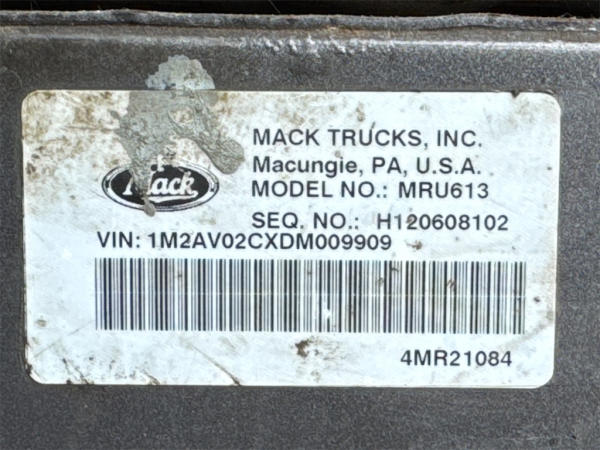 MACK TRUCKS, INC.
Macungie, PA, U.S.A.
Mack
MODEL NO.: MRU613
SEQ. NO.: H120608102
VIN: 1M2AV02CXDM009909
4MR21084